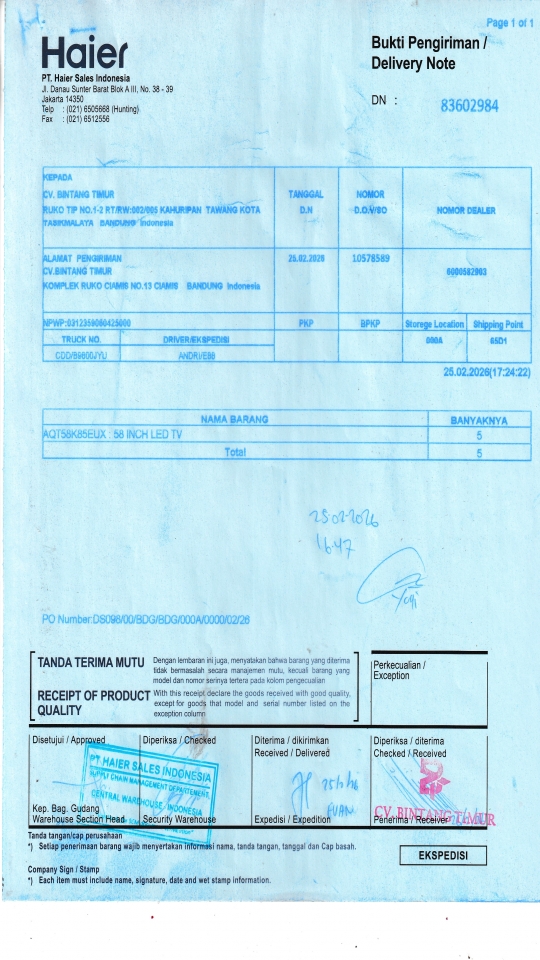 Page 1 of 1
Haier
PT. Haier Sales Indonesia
Jl. Danau Sunter Barat Blok A III, No. 38 - 39
Jakarta 14350
Telp : (021) 6505668 (Hunting)
Fax : (021) 6512556
Bukti Pengiriman /
Delivery Note
DN : 83602984
KEPADA
CV. BINTANG TIMUR
RUKO TIP NO.1-2 RT/RW:002/005 KAHURIPAN TAWANG KOTA
TASIKMALAYA BANDUNG Indonesia
TANGGAL
D.N
NOMOR
D.O.V/SO
NOMOR DEALER
ALAMAT PENGIRIMAN
CV.BINTANG TIMUR
KOMPLEK RUKO CIAMIS NO.13 CIAMIS BANDUNG Indonesia
25.02.2026
10578589
NPWP:0312359080425000
PKP
BPKP
Storege Location
Shipping Point
TRUCK NO.
DRIVER/EKSPEDISI
000A
65D1
CDD/B9600JYU
ANDRI/EBB
25.02.2026(17:24:22)
NAMA BARANG
BANYAKNYA
AQT58K85EUX : 58 INCH LED TV
5
Total
5
25.02.2026
16.47
Yogi
PO Number:DS098/00/BDG/BDG/000A/0000/02/26
TANDA TERIMA MUTU
Dengan lembaran ini juga, menyatakan bahwa barang yang diterima
tidak bermasalah secara manajemen mutu, kecuali barang yang
model dan nomor serinya tertera pada kolom pengecualian
RECEIPT OF PRODUCT
QUALITY
With this receipt declare the goods received with good quality,
except for goods that model and serial number listed on the
exception column
Perkecualian /
Exception
Disetujui / Approved
Diperiksa / Checked
Diterima / dikirimkan
Received / Delivered
Diperiksa / diterima
Checked / Received
PT HAIER SALES INDONESIA
SUPPLY CHAIN MANAGEMENT DEPARTEMENT
CENTRAL WAREHOUSE - INDONESIA
CV. BINTANG TIMUR
Kep. Bag. Gudang
Warehouse Section Head
Security Warehouse
Expedisi / Expedition
Penerima / Receiver
Tanda tangan/cap perusahaan
*) Setiap penerimaan barang wajib menyertakan informasi nama, tanda tangan, tanggal dan Cap basah.
EKSPEDISI
Company Sign / Stamp
*) Each item must include name, signature, date and wet stamp information.